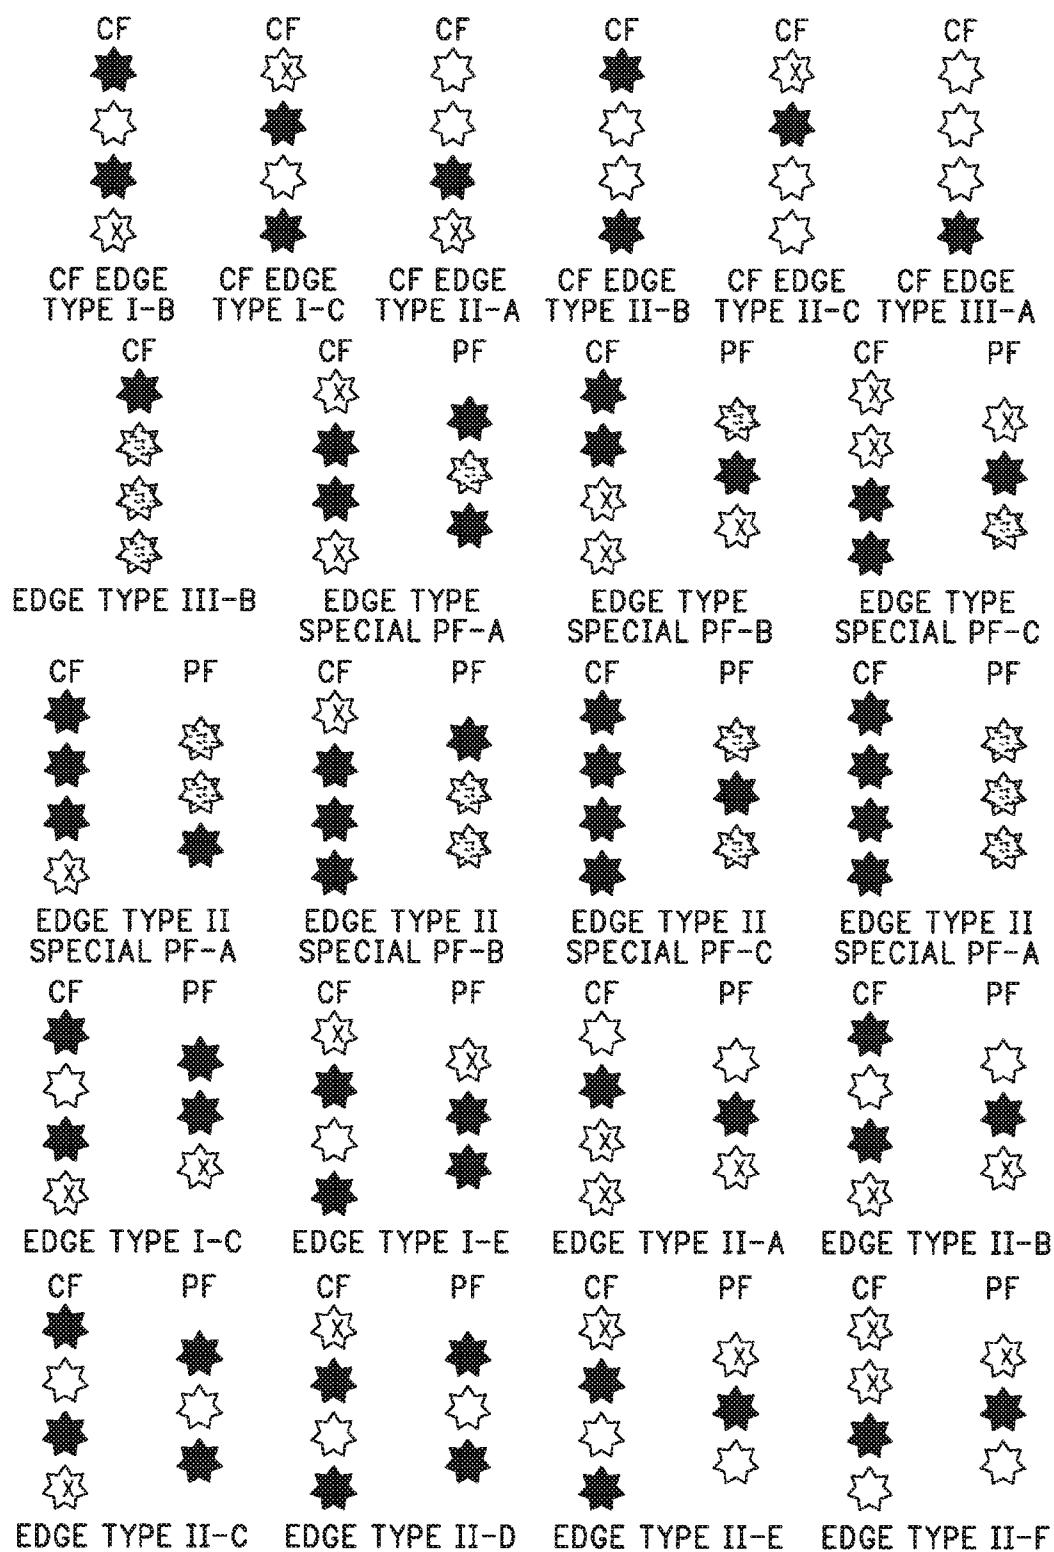 CF CF CF CF CF CF
X X
X X X
CF EDGE CF EDGE CF EDGE CF EDGE CF EDGE CF EDGE
TYPE I-B TYPE I-C TYPE II-A TYPE II-B TYPE II-C TYPE III-A
CF CF PF CF PF CF PF
X X
X
X
X
X
X X
EDGE TYPE III-B EDGE TYPE EDGE TYPE EDGE TYPE
SPECIAL PF-A SPECIAL PF-B SPECIAL PF-C
CF PF CF PF CF PF CF PF
X
X
EDGE TYPE II EDGE TYPE II EDGE TYPE II EDGE TYPE II
SPECIAL PF-A SPECIAL PF-B SPECIAL PF-C SPECIAL PF-A
CF PF CF PF CF PF CF PF
X
X
X
X X X
X X X
EDGE TYPE I-C EDGE TYPE I-E EDGE TYPE II-A EDGE TYPE II-B
CF PF CF PF CF PF CF PF
X X X
X X
X
X
EDGE TYPE II-C EDGE TYPE II-D EDGE TYPE II-E EDGE TYPE II-F